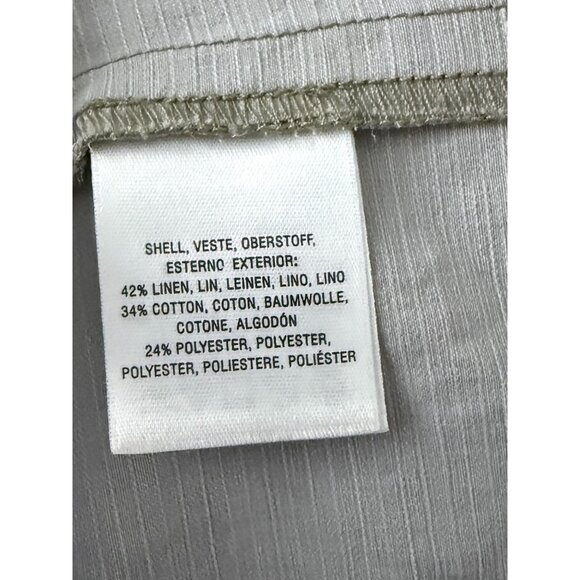 SHELL, VESTE, OBERSTOFF,
ESTERNO EXTERIOR:
42% LINEN, LIN, LEINEN, LINO, LINO
34% COTTON, COTON, BAUMWOLLE,
COTONE, ALGODÓN
24% POLYESTER, POLYESTER,
POLYESTER, POLIESTERE, POLIÉSTER